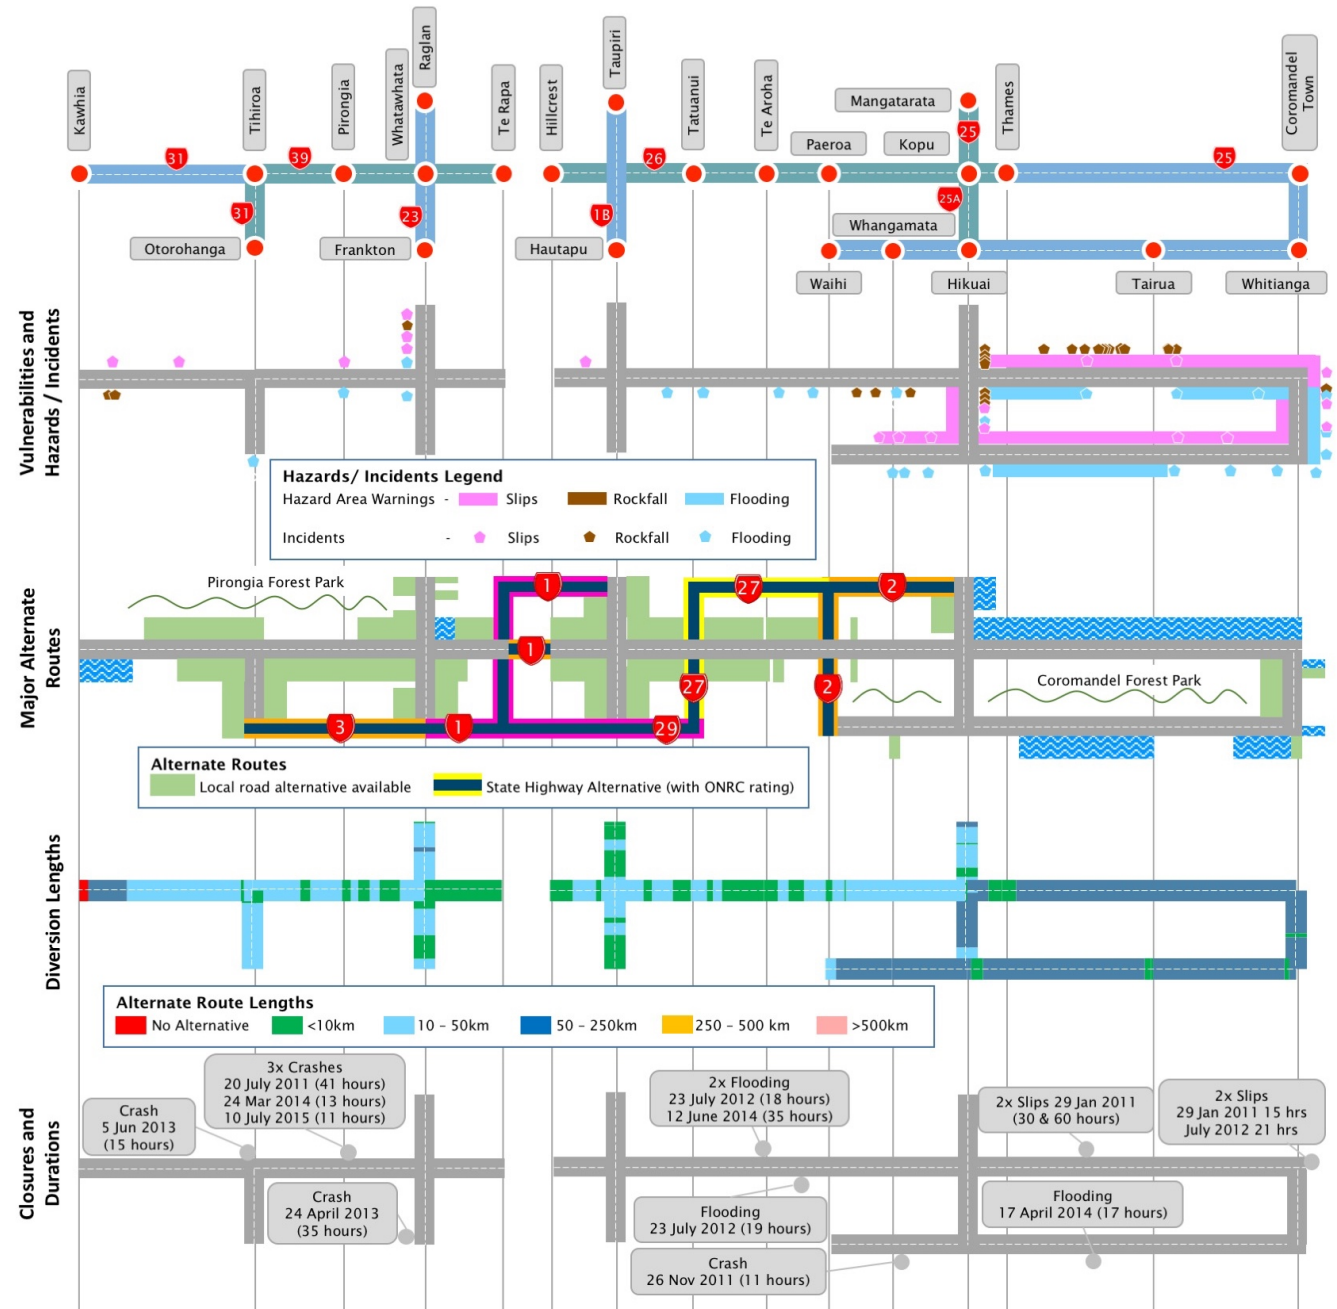 Kawhia
Tihiroa
Pirongia
Whatawhata
Raglan
Te Rapa
Hillcrest
Taupiri
Tatuanui
Te Aroha
Paeroa
Mangatarata
Kopu
Thames
Coromandel
Town
31
39
26
25
25
31
23
1B
25A
Otorohanga
Frankton
Hautapu
Whangamata
Waihi
Hikuai
Tairua
Whitianga
Vulnerabilities and
Hazards / Incidents
Hazards/ Incidents Legend
Hazard Area Warnings - Slips Rockfall Flooding
Incidents - Slips Rockfall Flooding
Major Alternate
Routes
Pirongia Forest Park
1
27
2
1
27
2
Coromandel Forest Park
3
1
29
Alternate Routes
Local road alternative available
State Highway Alternative (with ONRC rating)
Diversion Lengths
Alternate Route Lengths
No Alternative <10km 10 – 50km 50 – 250km 250 – 500 km >500km
Closures and
Durations
Crash
5 Jun 2013
(15 hours)
3x Crashes
20 July 2011 (41 hours)
24 Mar 2014 (13 hours)
10 July 2015 (11 hours)
Crash
24 April 2013
(35 hours)
2x Flooding
23 July 2012 (18 hours)
12 June 2014 (35 hours)
Flooding
23 July 2012 (19 hours)
Crash
26 Nov 2011 (11 hours)
2x Slips 29 Jan 2011
(30 & 60 hours)
2x Slips
29 Jan 2011 15 hrs
July 2012 21 hrs
Flooding
17 April 2014 (17 hours)